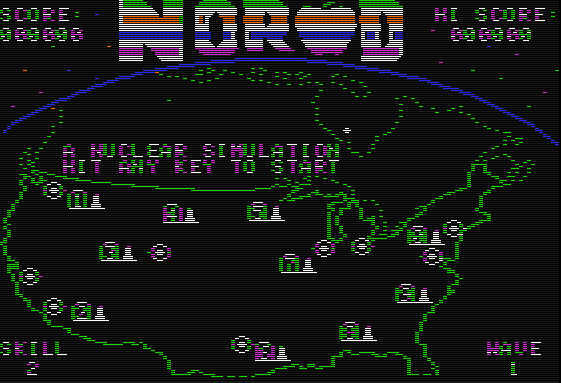 SCORE: NORAD HI SCORE:
000000 000000
A NUCLEAR SIMULATION
HIT ANY KEY TO START
SKILL WAVE
2 1